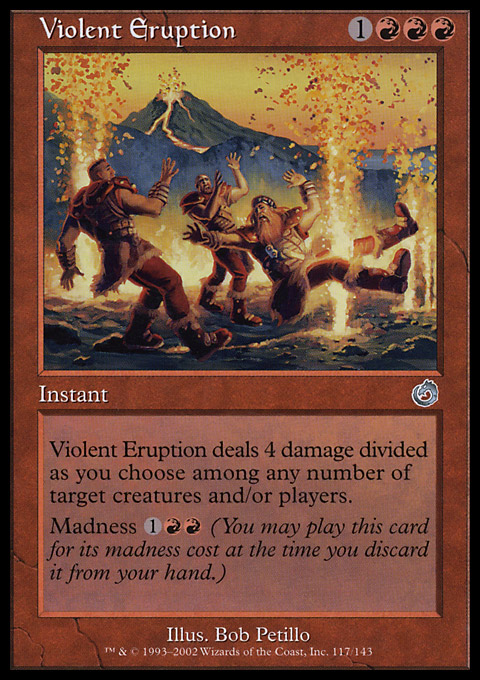 Violent Eruption 1
Instant
Violent Eruption deals 4 damage divided
as you choose among any number of
target creatures and/or players.
Madness 1 (You may play this card
for its madness cost at the time you discard
it from your hand.)
Illus. Bob Petillo
™ & © 1993–2002 Wizards of the Coast, Inc. 117/143